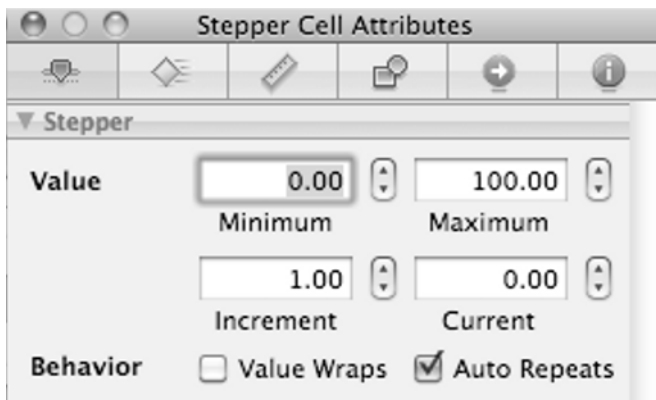 Stepper Cell Attributes
Stepper
Value 0.00 100.00
Minimum Maximum
1.00 0.00
Increment Current
Behavior Value Wraps Auto Repeats